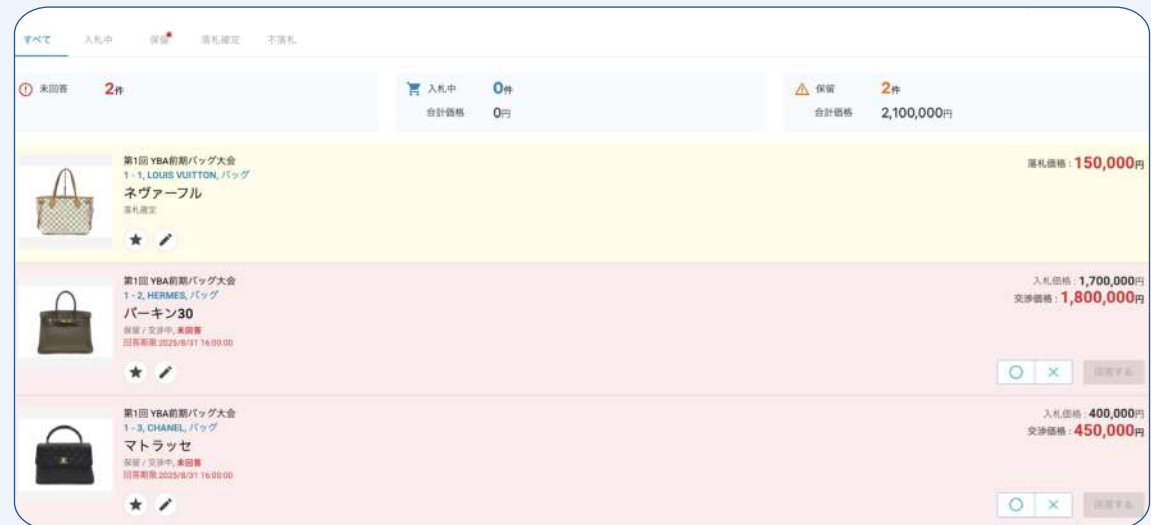 すべて 入札中 保留 落札確定 不落札
未回答 2件
入札中 0件
合計価格 0円
保留 2件
合計価格 2,100,000円
第1回 YBA前期バッグ大会
1 - 1, LOUIS VUITTON, バッグ
ネヴァーフル
落札確定
落札価格 : 150,000円
第1回 YBA前期バッグ大会
1 - 2, HERMES, バッグ
バーキン30
保留 / 交渉中, 未回答
回答期限:2025/8/31 16:00:00
入札価格 : 1,700,000円
交渉価格 : 1,800,000円
回答する
第1回 YBA前期バッグ大会
1 - 3, CHANEL, バッグ
マトラッセ
保留 / 交渉中, 未回答
回答期限:2025/8/31 16:00:00
入札価格 : 400,000円
交渉価格 : 450,000円
回答する